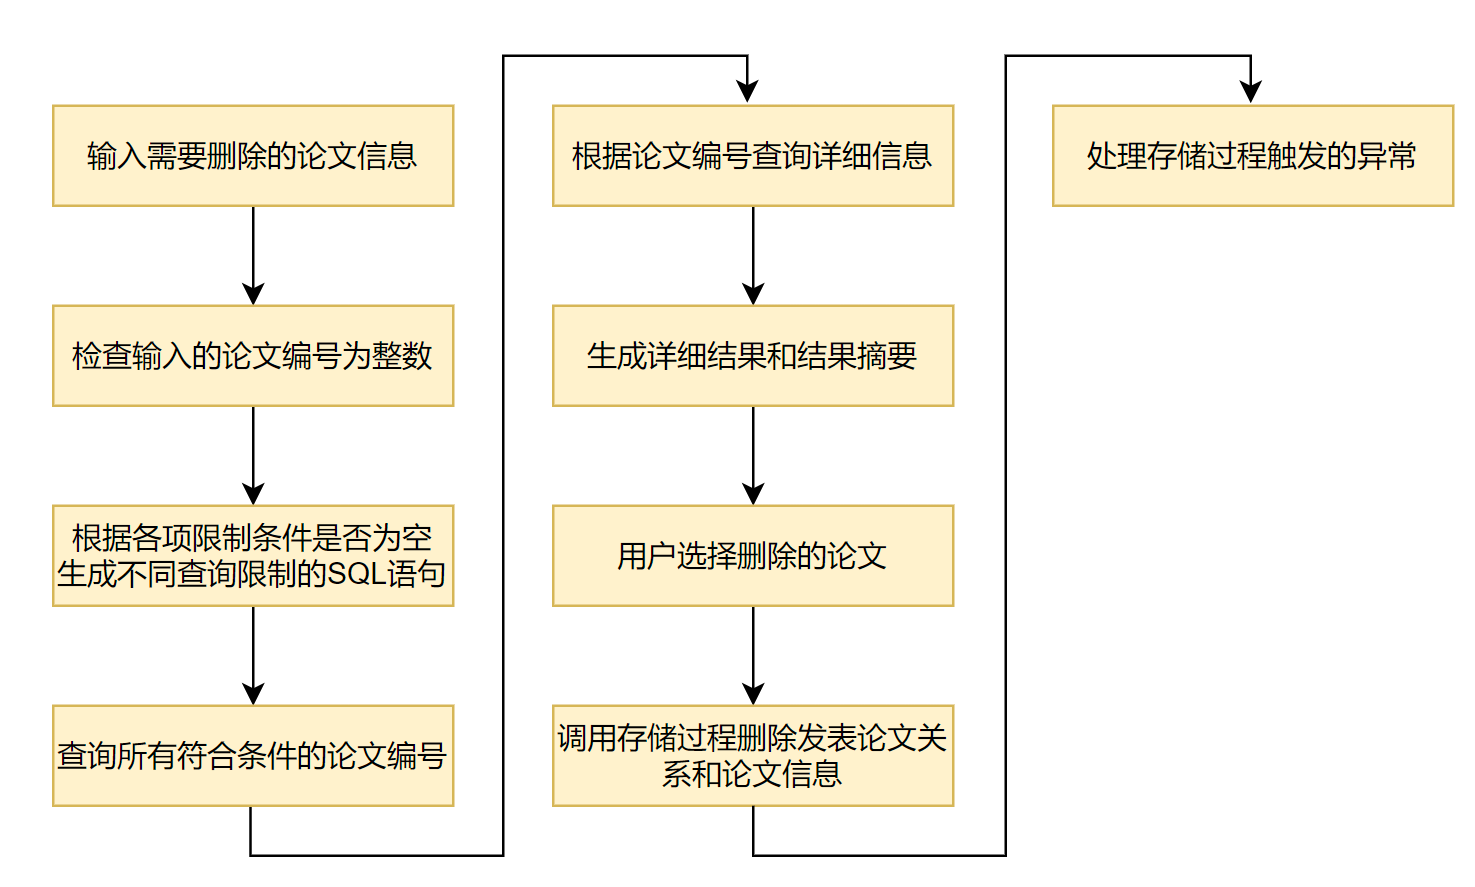 输入需要删除的论文信息
检查输入的论文编号为整数
根据各项限制条件是否为空
生成不同查询限制的SQL语句
查询所有符合条件的论文编号
根据论文编号查询详细信息
生成详细结果和结果摘要
用户选择删除的论文
调用存储过程删除发表论文关
系和论文信息
处理存储过程触发的异常